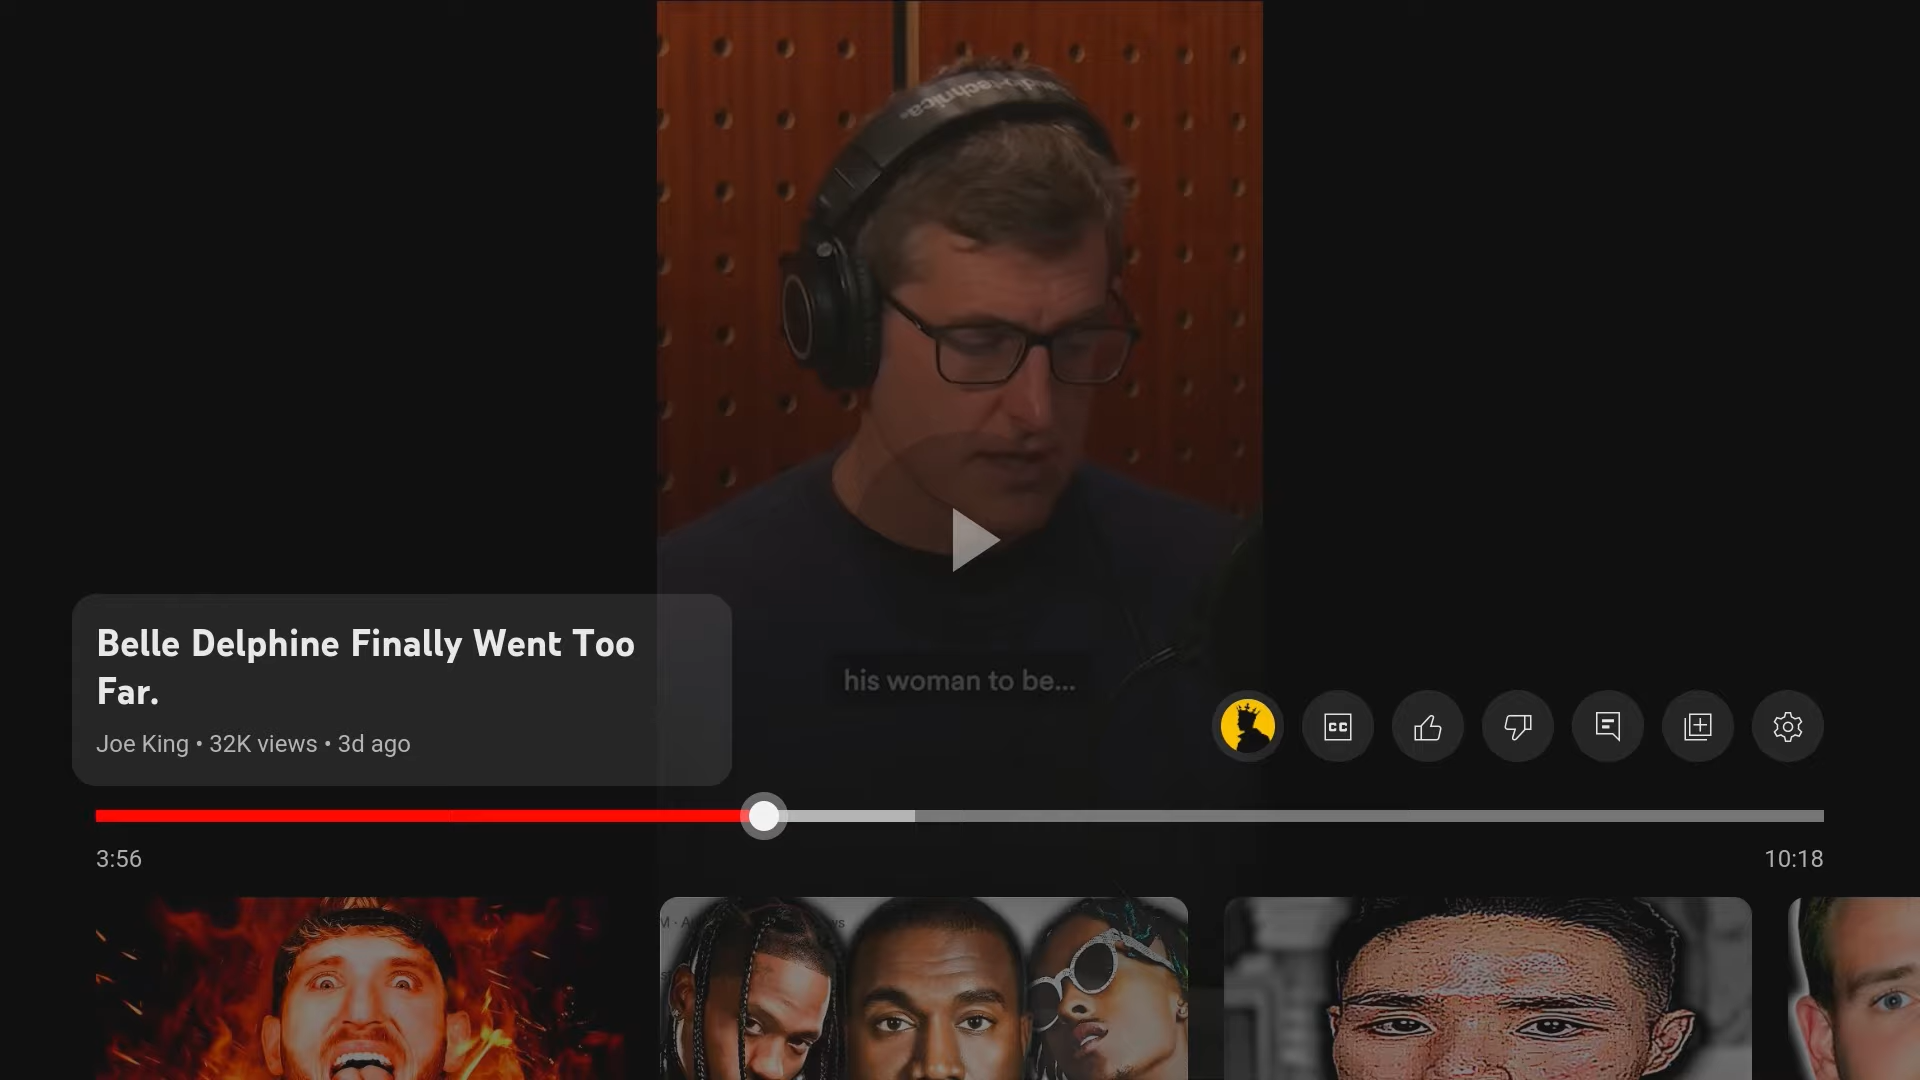 his woman to be...
Belle Delphine Finally Went Too
Far.
Joe King • 32K views • 3d ago
CC
3:56
10:18